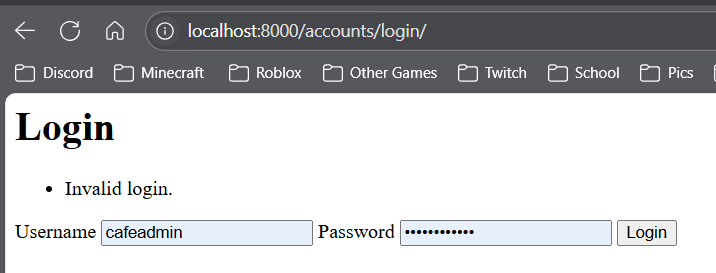 localhost:8000/accounts/login/
Discord Minecraft Roblox Other Games Twitch School Pics
Login
• Invalid login.
Username cafeadmin Password •••••••••••• Login